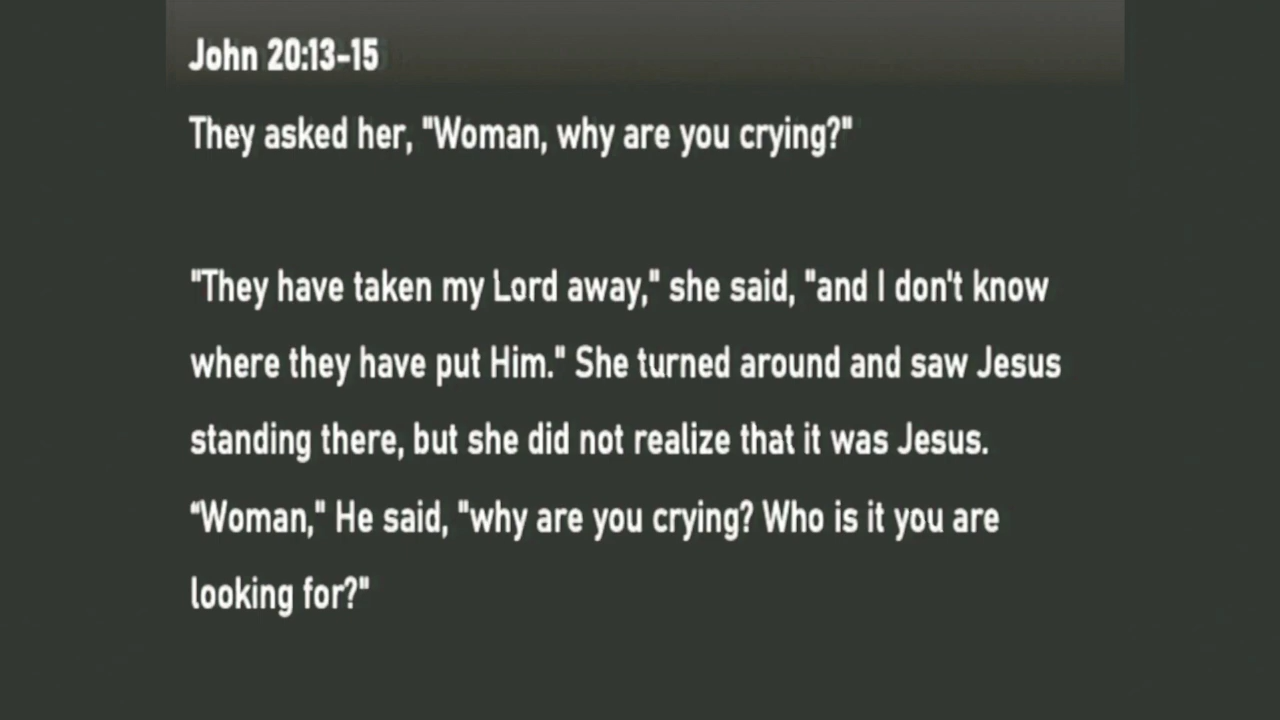 John 20:13-15
They asked her, "Woman, why are you crying?"
"They have taken my Lord away," she said, "and I don't know
where they have put Him." She turned around and saw Jesus
standing there, but she did not realize that it was Jesus.
“Woman," He said, "why are you crying? Who is it you are
looking for?"